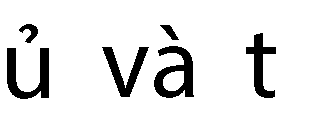 ủ và t